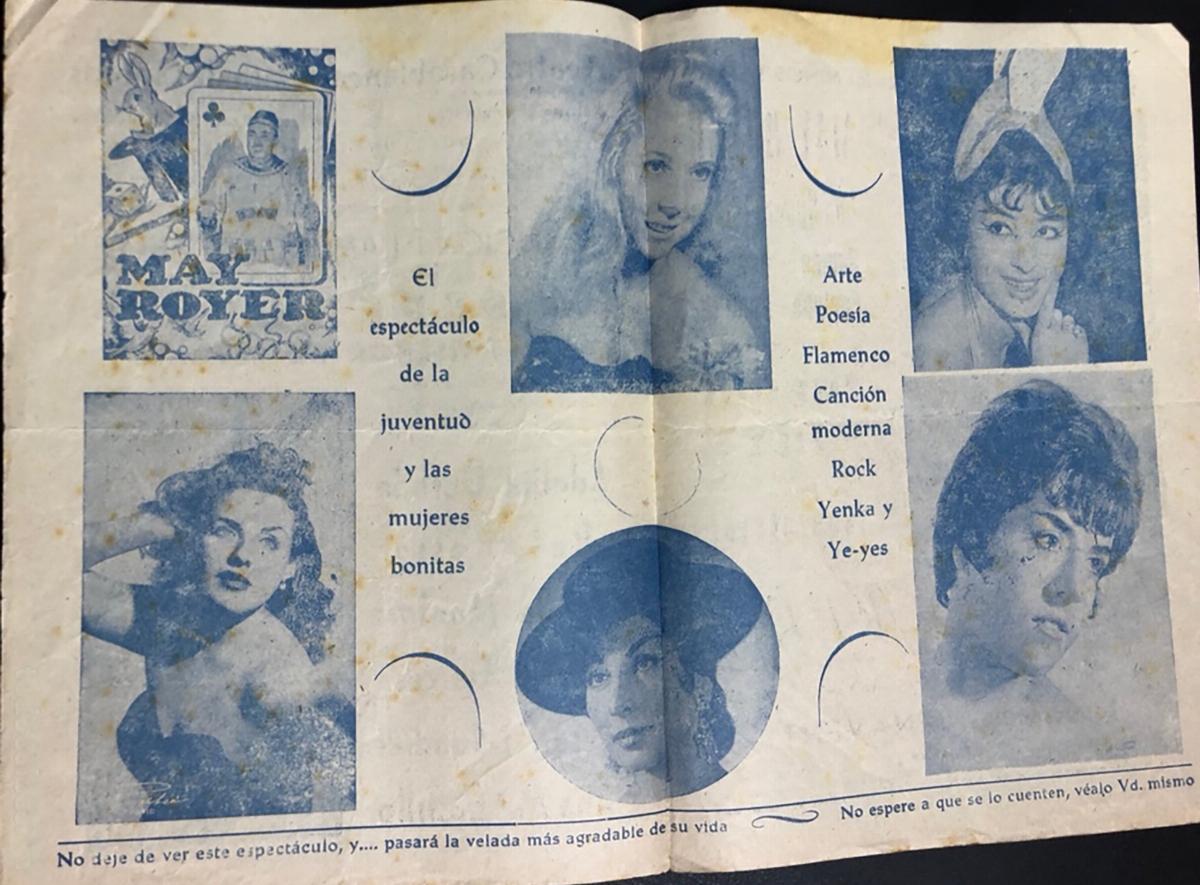 MAY
ROYER
El
espectáculo
de la
juventud
y las
mujeres
bonitas
Arte
Poesía
Flamenco
Canción
moderna
Rock
Yenka y
Ye-yes
No deje de ver este espectáculo, y.... pasará la velada más agradable de su vida
No espere a que se lo cuenten, véalo Vd. mismo